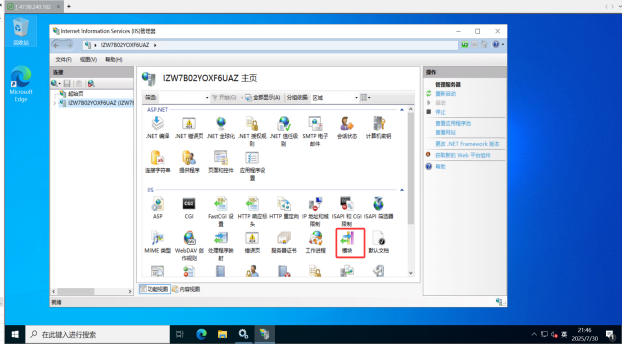 47.98.249.162
回收站
Microsoft
Edge
Internet Information Services (IIS)管理器
IZW7B02YOXF6UAZ
文件(F) 视图(V) 帮助(H)
连接
起始页
IZW7B02YOXF6UAZ (IZW7
IZW7B02YOXF6UAZ 主页
筛选: 开始(G) 全部显示(A) 分组依据: 区域
ASP.NET
.NET 编译 .NET 错误页 .NET 全球化 .NET 授权规则 .NET 信任级别 SMTP 电子邮件 会话状态 计算机密钥
连接字符串 提供程序 页面和控件 应用程序设置
IIS
ASP CGI FastCGI 设置 HTTP 响应标头 HTTP 重定向 IP 地址和域限制 ISAPI 和 CGI 限制 ISAPI 筛选器
MIME 类型 WebDAV 创作规则 处理程序映射 错误页 服务器证书 工作进程 模块 默认文档
功能视图 内容视图
操作
管理服务器
重新启动
启动
停止
查看应用程序池
查看网站
更改 .NET Framework 版本
获取新的 Web 平台组件
帮助
就绪
在此键入进行搜索
英
21:46
2025/7/30